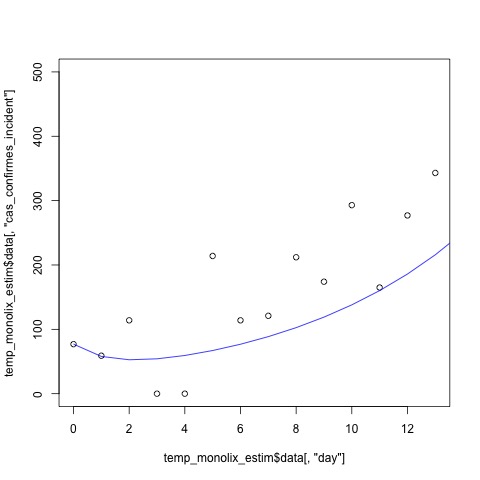 temp_monolix_estim$data[, "cas_confirmes_incident"]
500
400
300
200
100
0
0 2 4 6 8 10 12
temp_monolix_estim$data[, "day"]